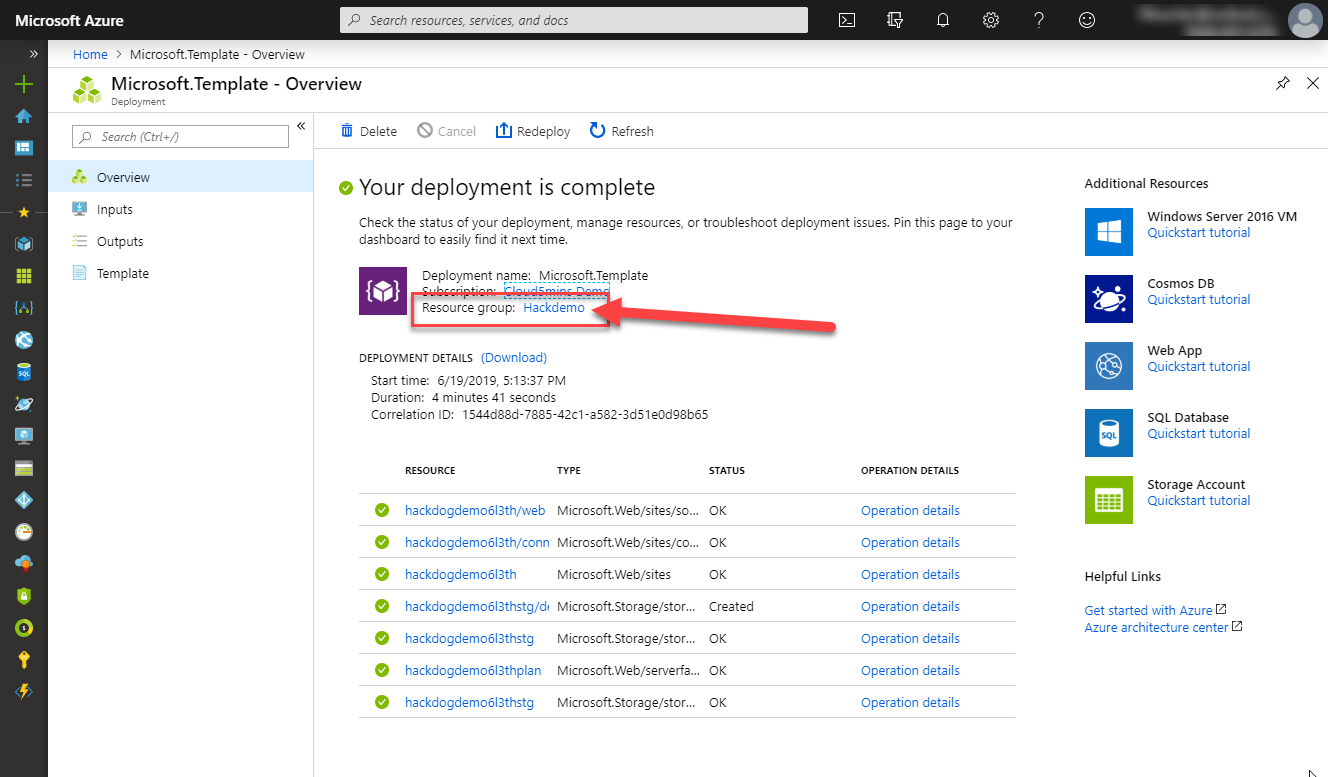 Microsoft Azure
Search resources, services, and docs
Home > Microsoft.Template - Overview
Microsoft.Template - Overview
Deployment
Search (Ctrl+/)
Overview
Inputs
Outputs
Template
Delete Cancel Redeploy Refresh
Your deployment is complete
Check the status of your deployment, manage resources, or troubleshoot deployment issues. Pin this page to your
dashboard to easily find it next time.
Deployment name: Microsoft.Template
Subscription: Cloud5mins Demo
Resource group: Hackdemo
DEPLOYMENT DETAILS (Download)
Start time: 6/19/2019, 5:13:37 PM
Duration: 4 minutes 41 seconds
Correlation ID: 1544d88d-7885-42c1-a582-3d51e0d98b65
RESOURCE TYPE STATUS OPERATION DETAILS
hackdogdemo6l3th/web Microsoft.Web/sites/so... OK Operation details
hackdogdemo6l3th/conn Microsoft.Web/sites/co... OK Operation details
hackdogdemo6l3th Microsoft.Web/sites OK Operation details
hackdogdemo6l3thstg/de Microsoft.Storage/stor... Created Operation details
hackdogdemo6l3thstg Microsoft.Storage/stor... OK Operation details
hackdogdemo6l3thplan Microsoft.Web/serverfa... OK Operation details
hackdogdemo6l3thstg Microsoft.Storage/stor... OK Operation details
Additional Resources
Windows Server 2016 VM
Quickstart tutorial
Cosmos DB
Quickstart tutorial
Web App
Quickstart tutorial
SQL Database
Quickstart tutorial
SQL
Storage Account
Quickstart tutorial
Helpful Links
Get started with Azure
Azure architecture center